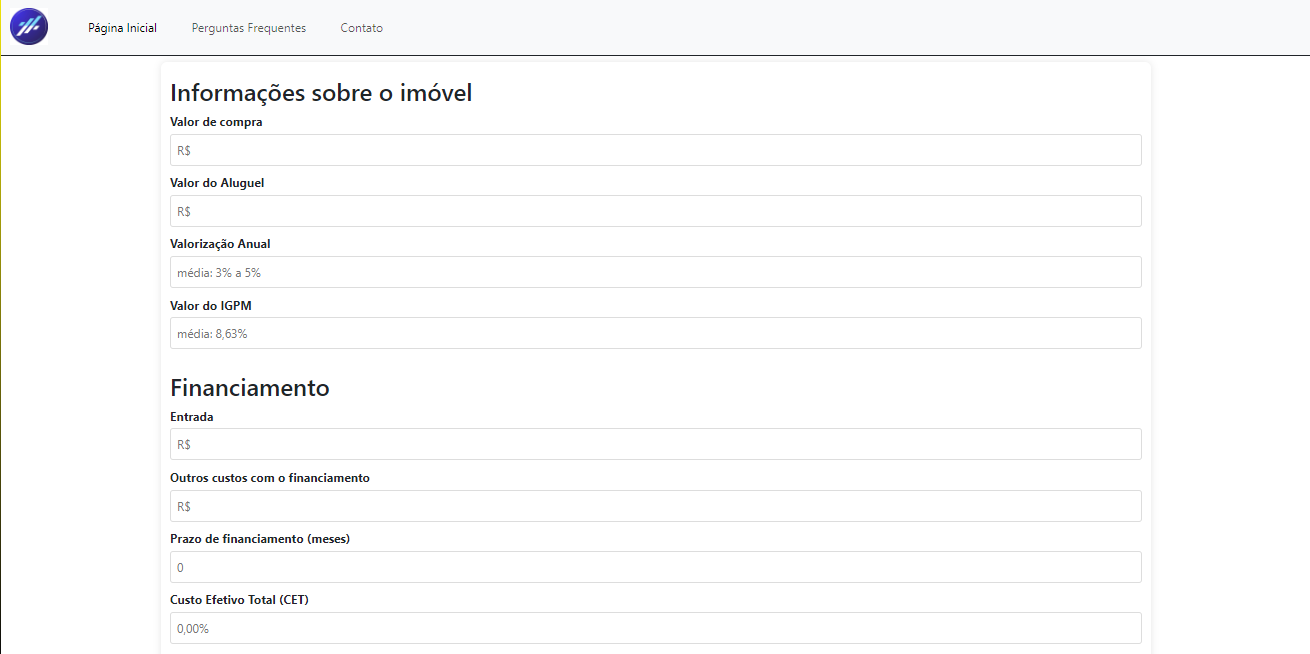 Página Inicial Perguntas Frequentes Contato
Informações sobre o imóvel
Valor de compra
R$
Valor do Aluguel
R$
Valorização Anual
média: 3% a 5%
Valor do IGPM
média: 8,63%
Financiamento
Entrada
R$
Outros custos com o financiamento
R$
Prazo de financiamento (meses)
0
Custo Efetivo Total (CET)
0,00%